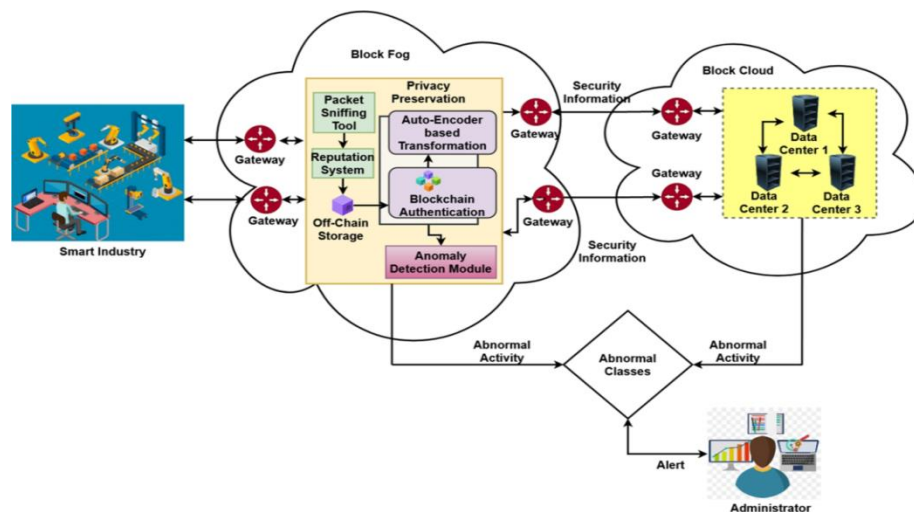 Block Fog
Privacy
Preservation
Packet
Sniffing
Tool
Auto-Encoder
based
Transformation
Reputation
System
Blockchain
Authentication
Off-Chain
Storage
Anomaly
Detection Module
Smart Industry
Gateway
Gateway
Gateway
Gateway
Security
Information
Security
Information
Gateway
Gateway
Block Cloud
Data
Center 1
Data
Center 2
Data
Center 3
Abnormal
Activity
Abnormal
Classes
Abnormal
Activity
Alert
Administrator